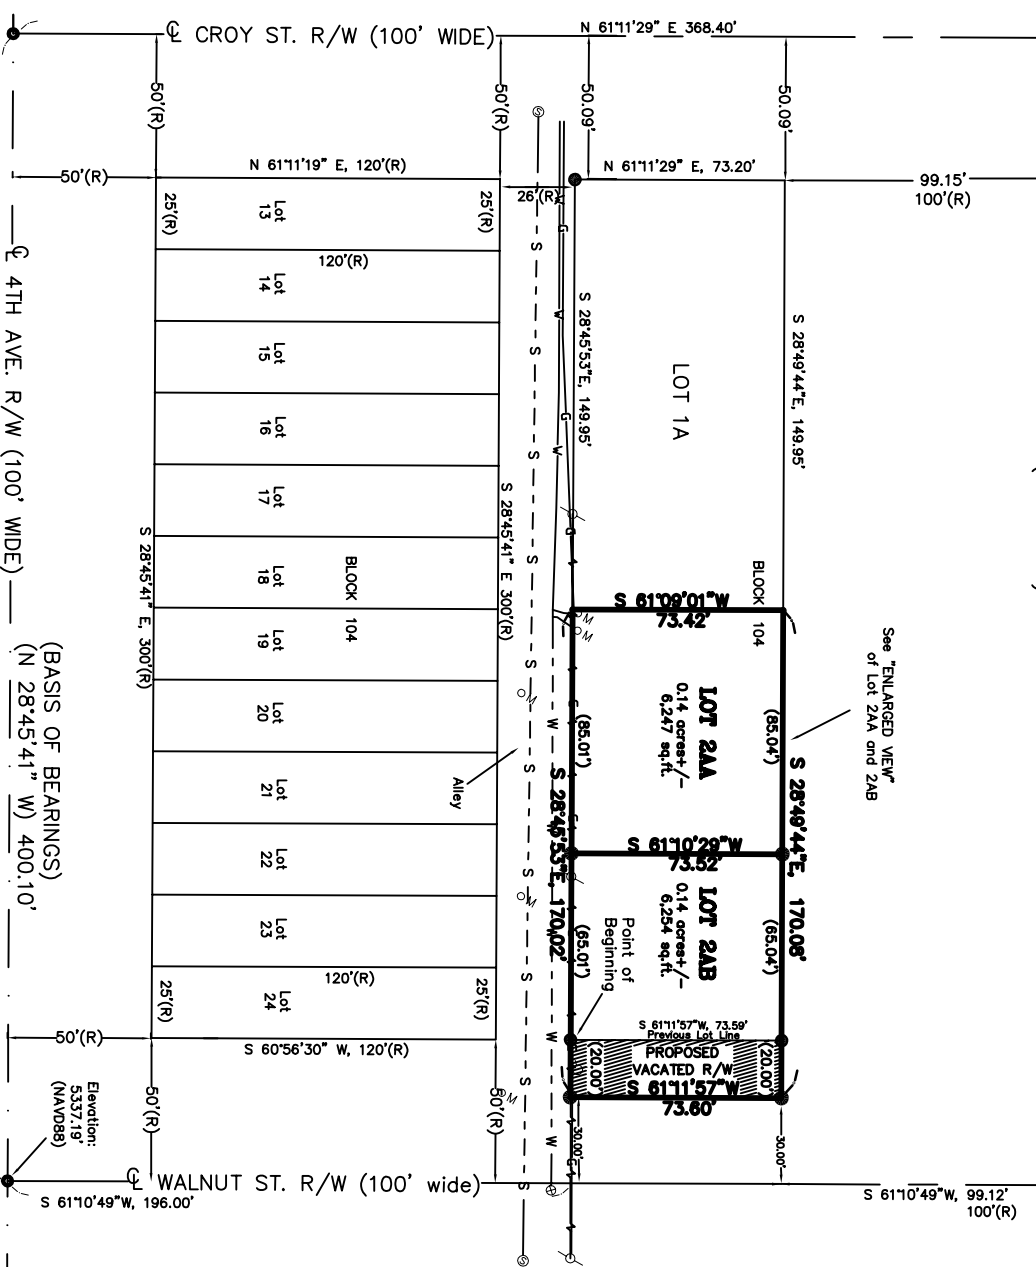 ℄ CROY ST. R/W (100' WIDE)
N 61°11'29" E 368.40'
50'(R)
50'(R)
50.09'
50.09'
N 61°11'19" E, 120'(R)
N 61°11'29" E, 73.20'
50'(R)
26'(R)
99.15'
100'(R)
25'(R)
Lot
13
25'(R)
120'(R)
Lot
14
Lot
15
Lot
16
Lot
17
Lot
18
Lot
19
Lot
20
Lot
21
Lot
22
Lot
23
120'(R)
25'(R)
Lot
24
25'(R)
BLOCK 104
S 28°45'41" E, 300'(R)
S 28°45'41" E 300'(R)
℄ 4TH AVE. R/W (100' WIDE)
(BASIS OF BEARINGS)
(N 28°45'41" W) 400.10'
S
W
G
S
S
W
G
W
S
G
S
S
M
M
M
W
S
M
S
W
S
M
W
S
Alley
S 28°45'53"E, 149.95'
LOT 1A
S 28°49'44"E, 149.95'
BLOCK 104
S 61°09'01"W
73.42'
See "ENLARGED VIEW"
of Lot 2AA and 2AB
LOT 2AA
0.14 acres+/-
6,247 sq.ft.
(85.01')
(85.04')
S 28°45'53"E, 170.02'
S 28°49'44"E, 170.08'
S 61°10'29"W
73.52'
LOT 2AB
0.14 acres+/-
6,254 sq.ft.
(65.01')
(65.04')
Point of
Beginning
S 61°11'57"W, 73.59'
Previous Lot Line
PROPOSED
VACATED R/W
(20.00')
(20.00')
S 61°11'57"W
73.60'
30.00'
30.00'
50'(R)
S 60°56'30" W, 120'(R)
50'(R)
50'(R)
Elevation:
5337.19'
(NAVD88)
℄ WALNUT ST. R/W (100' wide)
S 61°10'49"W, 196.00'
S 61°10'49"W, 99.12'
100'(R)
S